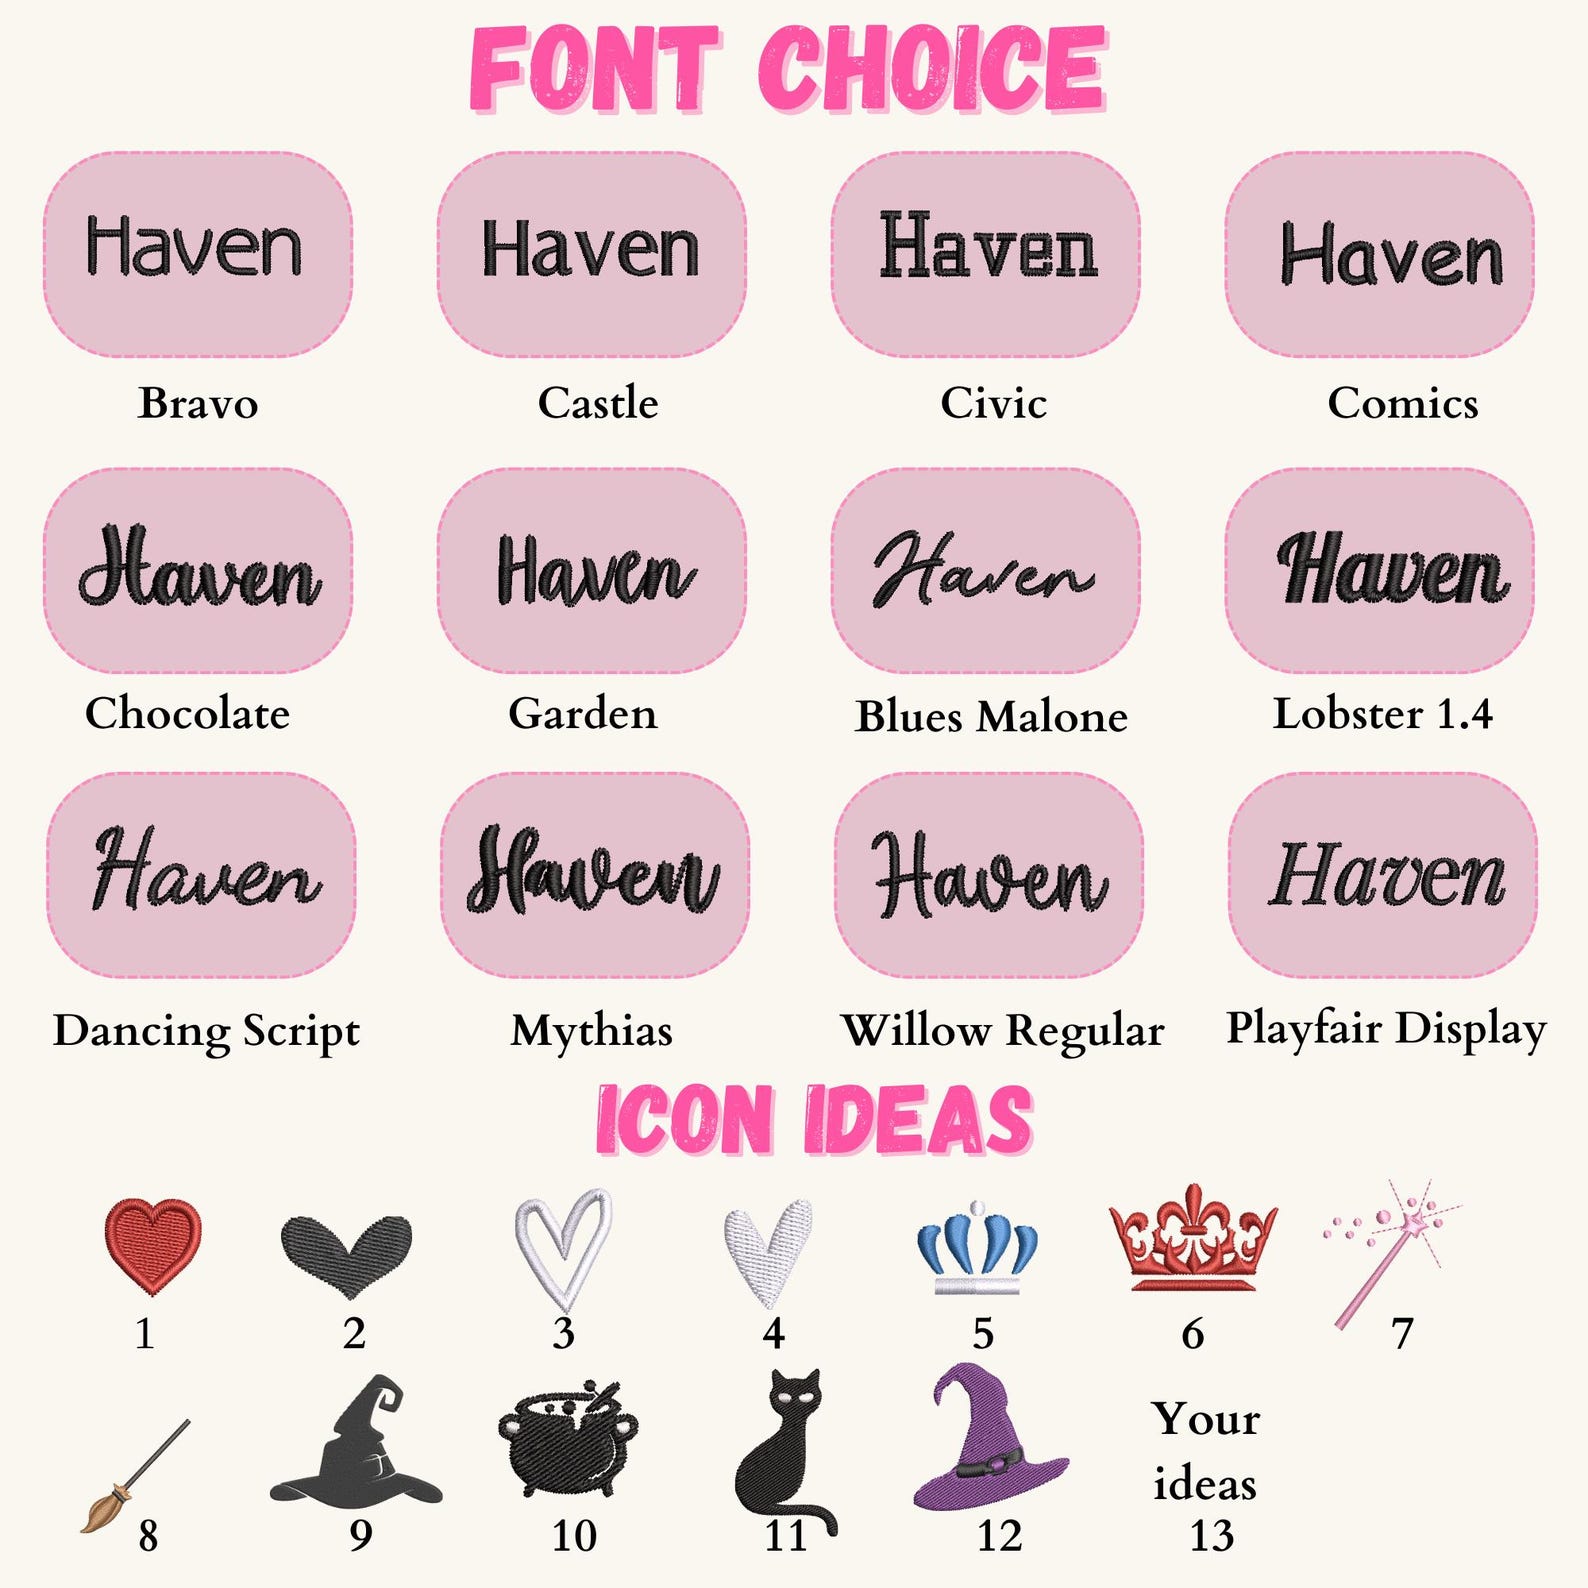 FONT CHOICE
Haven Haven Haven Haven
Bravo Castle Civic Comics
Haven Haven Haven Haven
Chocolate Garden Blues Malone Lobster 1.4
Haven Haven Haven Haven
Dancing Script Mythias Willow Regular Playfair Display
ICON IDEAS
1 2 3 4 5 6 7
Your
ideas
8 9 10 11 12 13